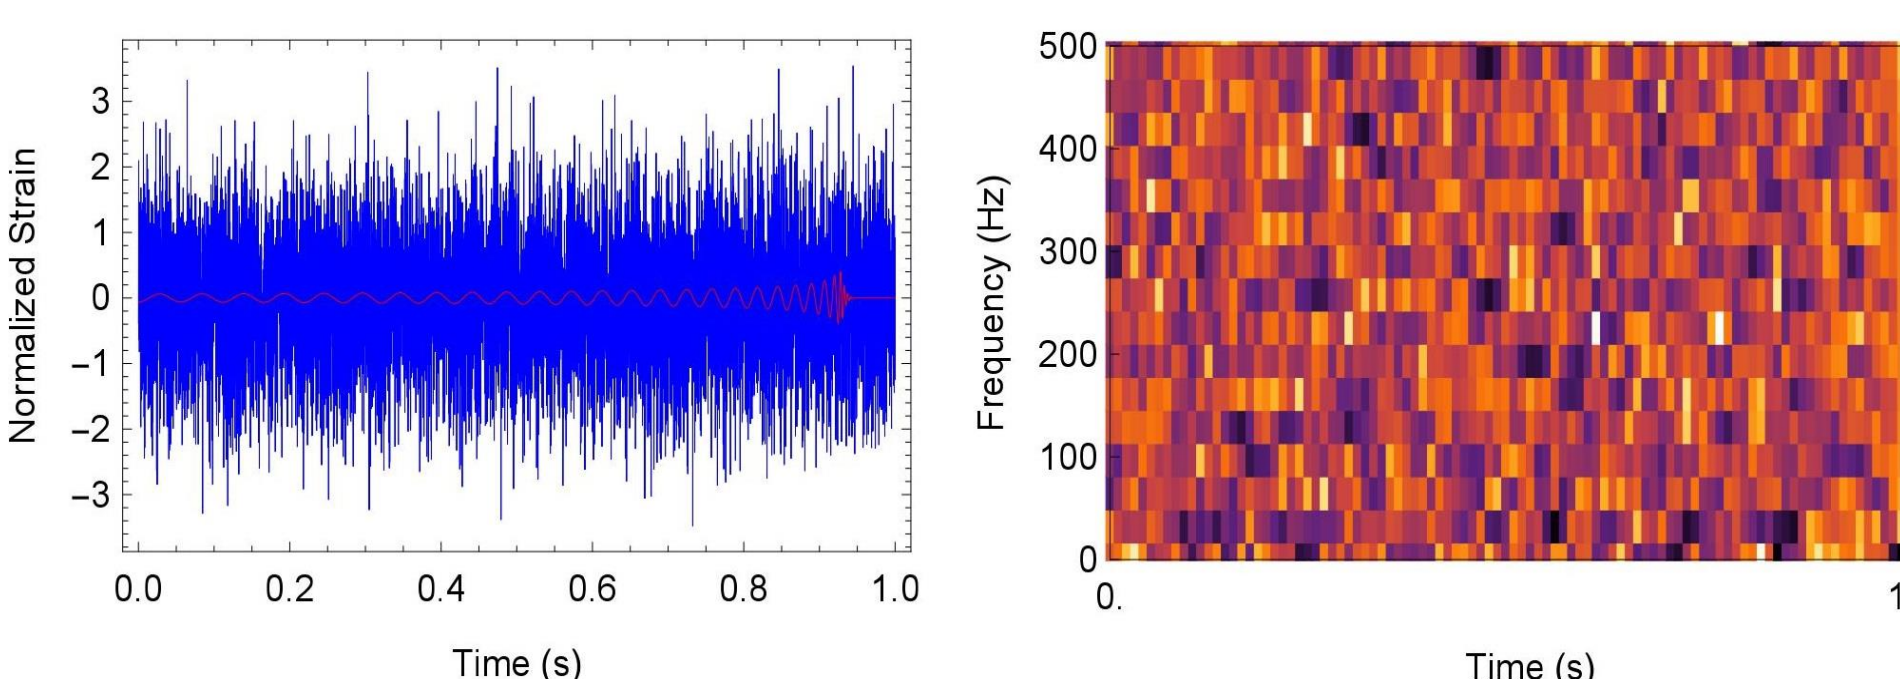 Normalized Strain
3
2
1
0
−1
−2
−3
0.0 0.2 0.4 0.6 0.8 1.0
Time (s)
Frequency (Hz)
500
400
300
200
100
0
0. 1
Time (s)